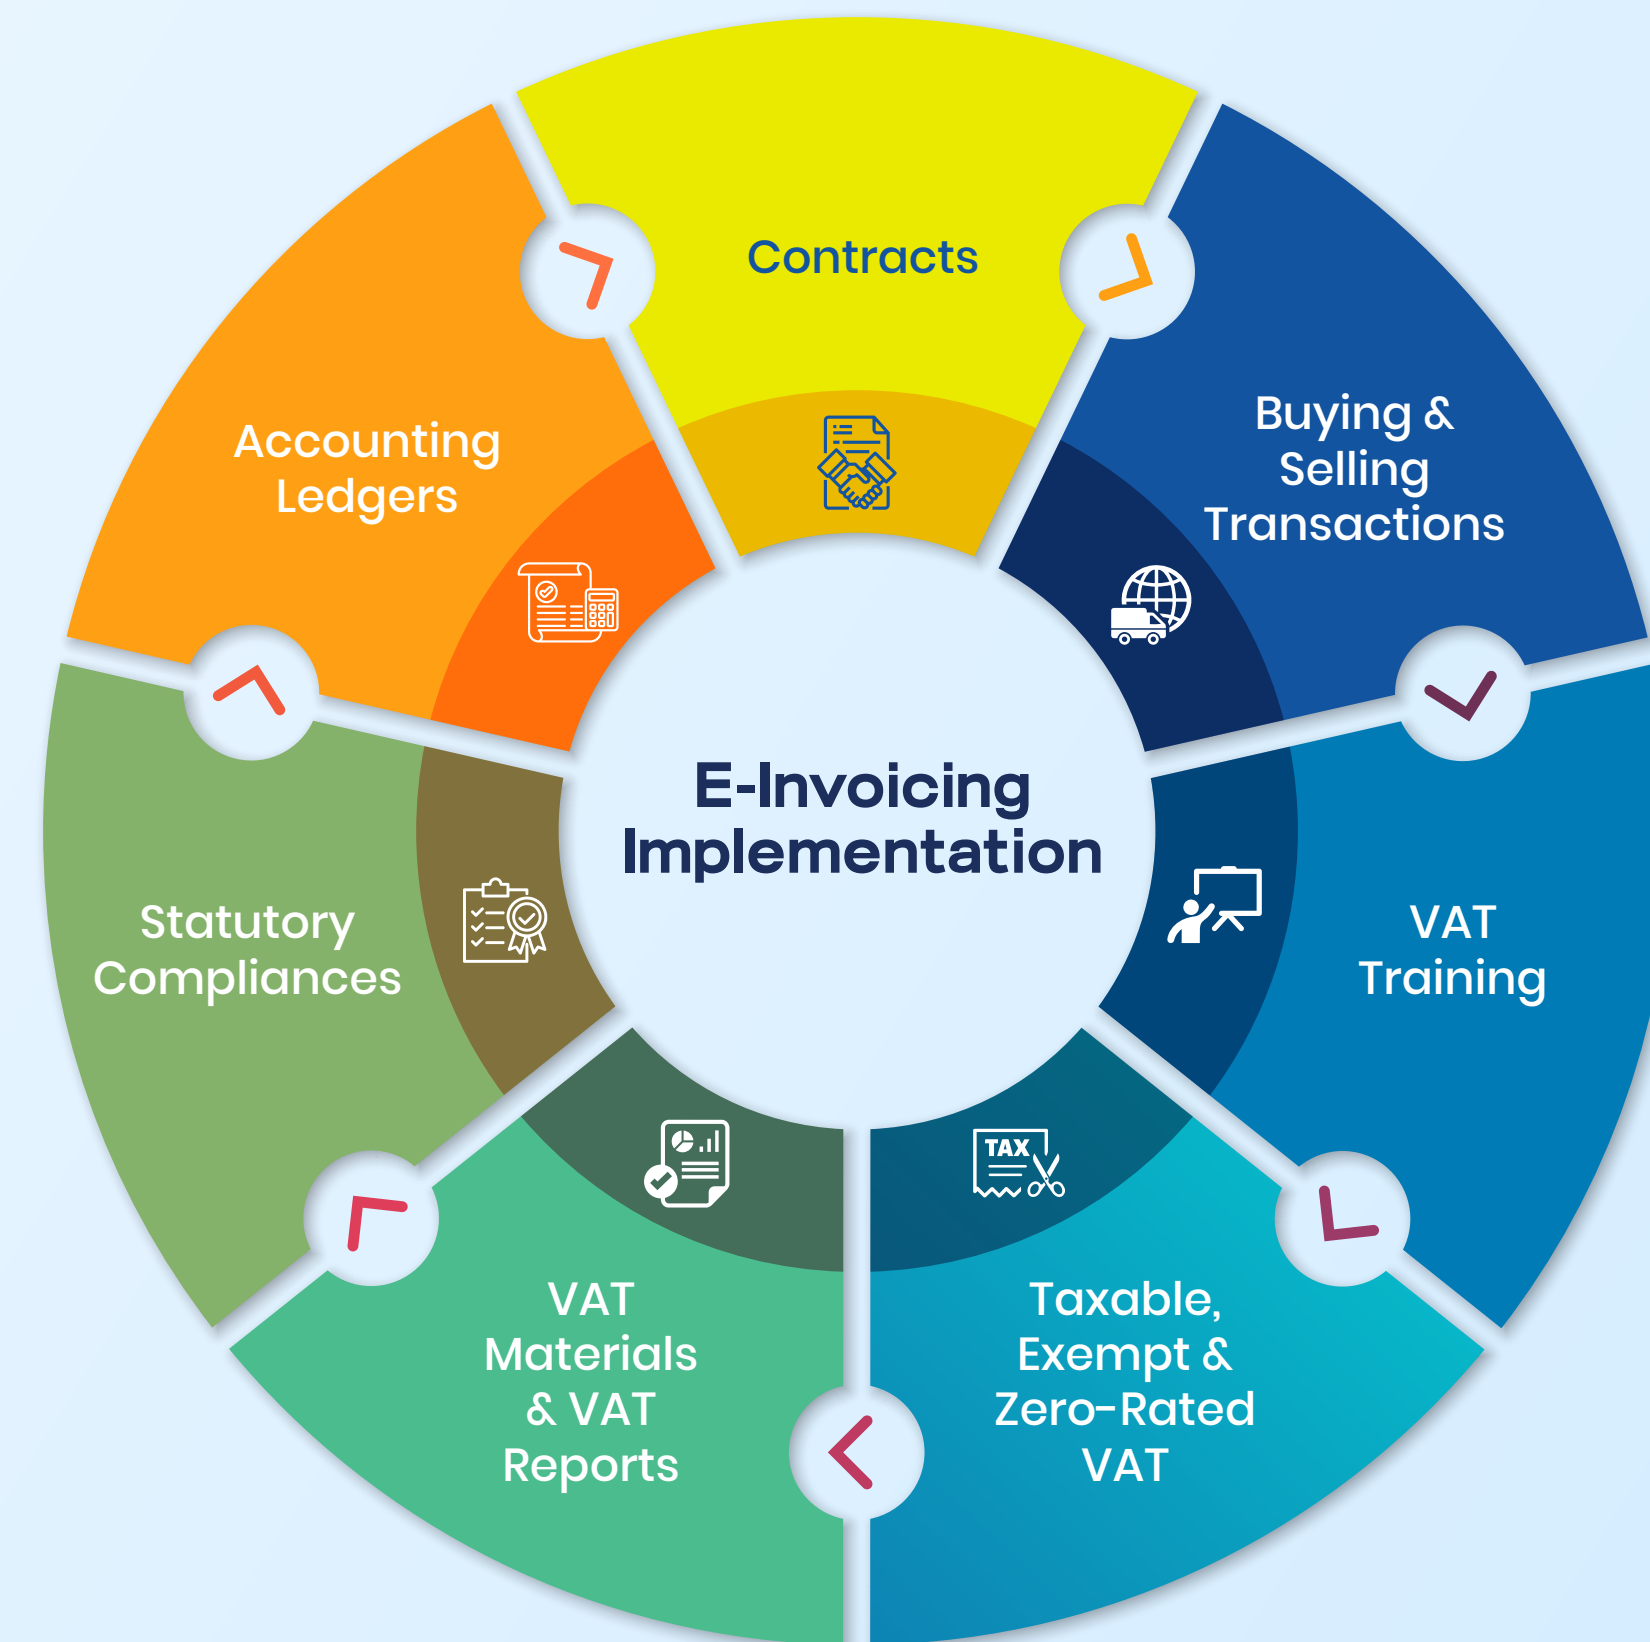 Contracts
Buying &
Selling
Transactions
VAT
Training
TAX
Taxable,
Exempt &
Zero-Rated
VAT
VAT
Materials
& VAT
Reports
Statutory
Compliances
Accounting
Ledgers
E-Invoicing
Implementation